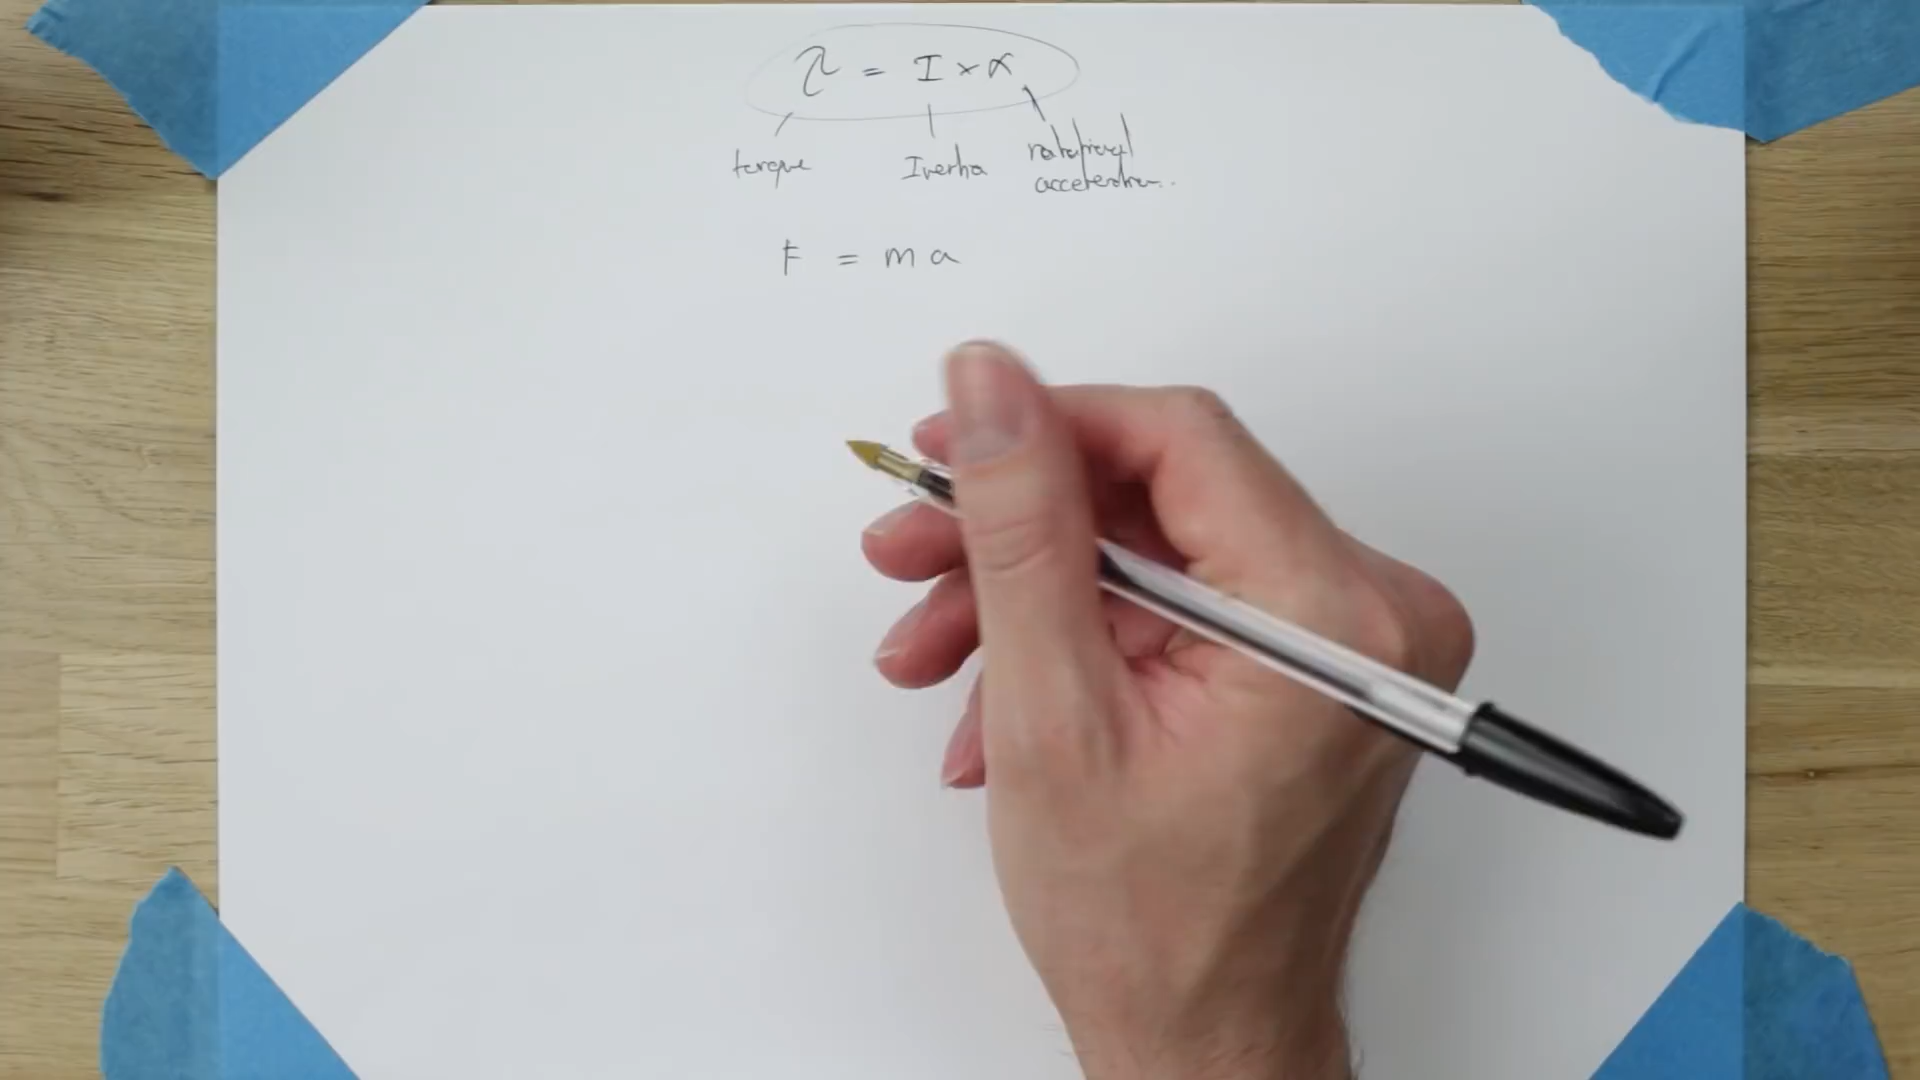 τ = I × α
torque Inertia rotational
acceleration.
F = ma